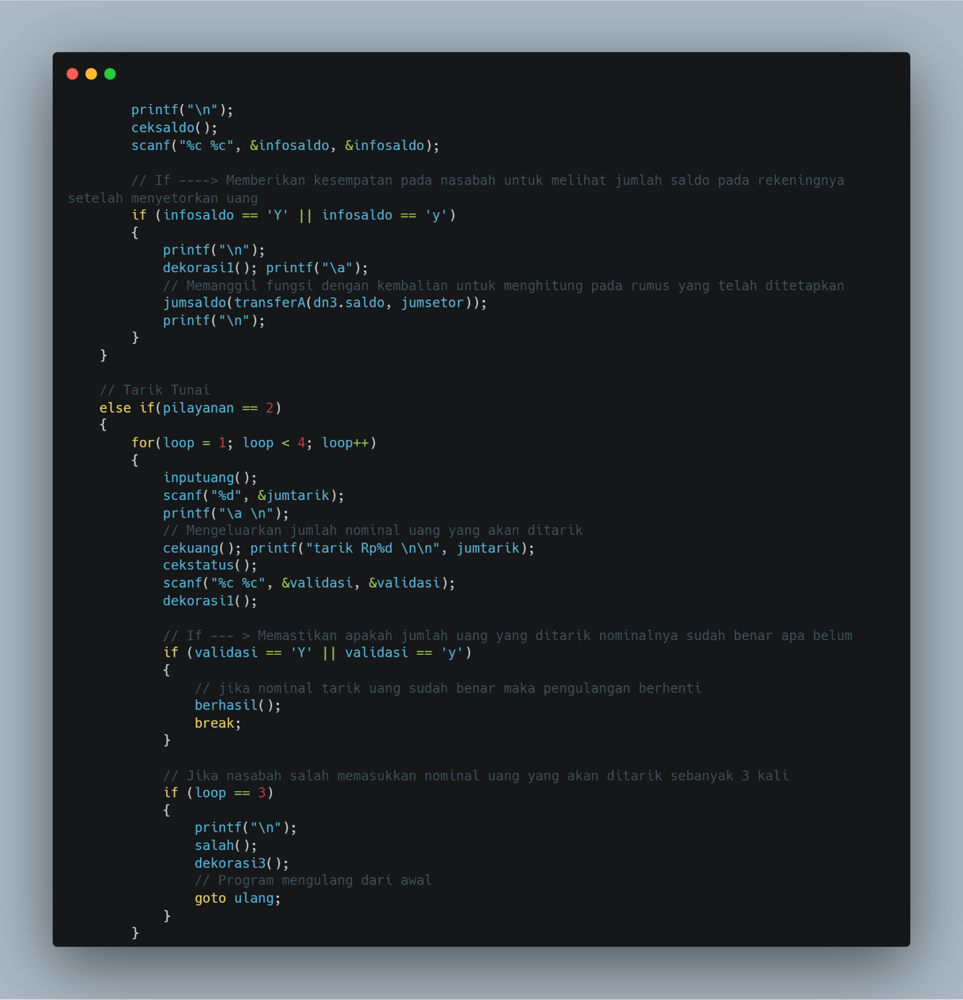 printf("\n");
ceksaldo();
scanf("%c %c", &infosaldo, &infosaldo);
// If ----> Memberikan kesempatan pada nasabah untuk melihat jumlah saldo pada rekeningnya
setelah menyetorkan uang
if (infosaldo == 'Y' || infosaldo == 'y')
{
printf("\n");
dekorasi1(); printf("\a");
// Memanggil fungsi dengan kembalian untuk menghitung pada rumus yang telah ditetapkan
jumsaldo(transferA(dn3.saldo, jumsetor));
printf("\n");
}
}
// Tarik Tunai
else if(pilayanan == 2)
{
for(loop = 1; loop < 4; loop++)
{
inputuang();
scanf("%d", &jumtarik);
printf("\a \n");
// Mengeluarkan jumlah nominal uang yang akan ditarik
cekuang(); printf("tarik Rp%d \n\n", jumtarik);
cekstatus();
scanf("%c %c", &validasi, &validasi);
dekorasi1();
// If --- > Memastikan apakah jumlah uang yang ditarik nominalnya sudah benar apa belum
if (validasi == 'Y' || validasi == 'y')
{
// jika nominal tarik uang sudah benar maka pengulangan berhenti
berhasil();
break;
}
// Jika nasabah salah memasukkan nominal uang yang akan ditarik sebanyak 3 kali
if (loop == 3)
{
printf("\n");
salah();
dekorasi3();
// Program mengulang dari awal
goto ulang;
}
}